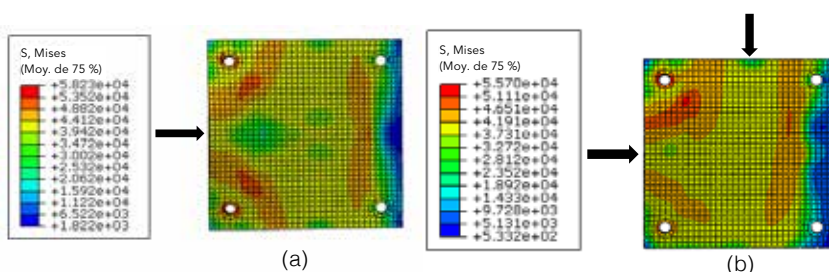 S, Mises
(Moy. de 75 %)
+5.823e+04
+5.352e+04
+4.882e+04
+4.412e+04
+3.942e+04
+3.472e+04
+3.002e+04
+2.532e+04
+2.062e+04
+1.592e+04
+1.122e+04
+6.522e+03
+1.822e+03
(a)
S, Mises
(Moy. de 75 %)
+5.570e+04
+5.111e+04
+4.651e+04
+4.191e+04
+3.731e+04
+3.272e+04
+2.812e+04
+2.352e+04
+1.892e+04
+1.433e+04
+9.728e+03
+5.131e+03
+5.332e+02
(b)